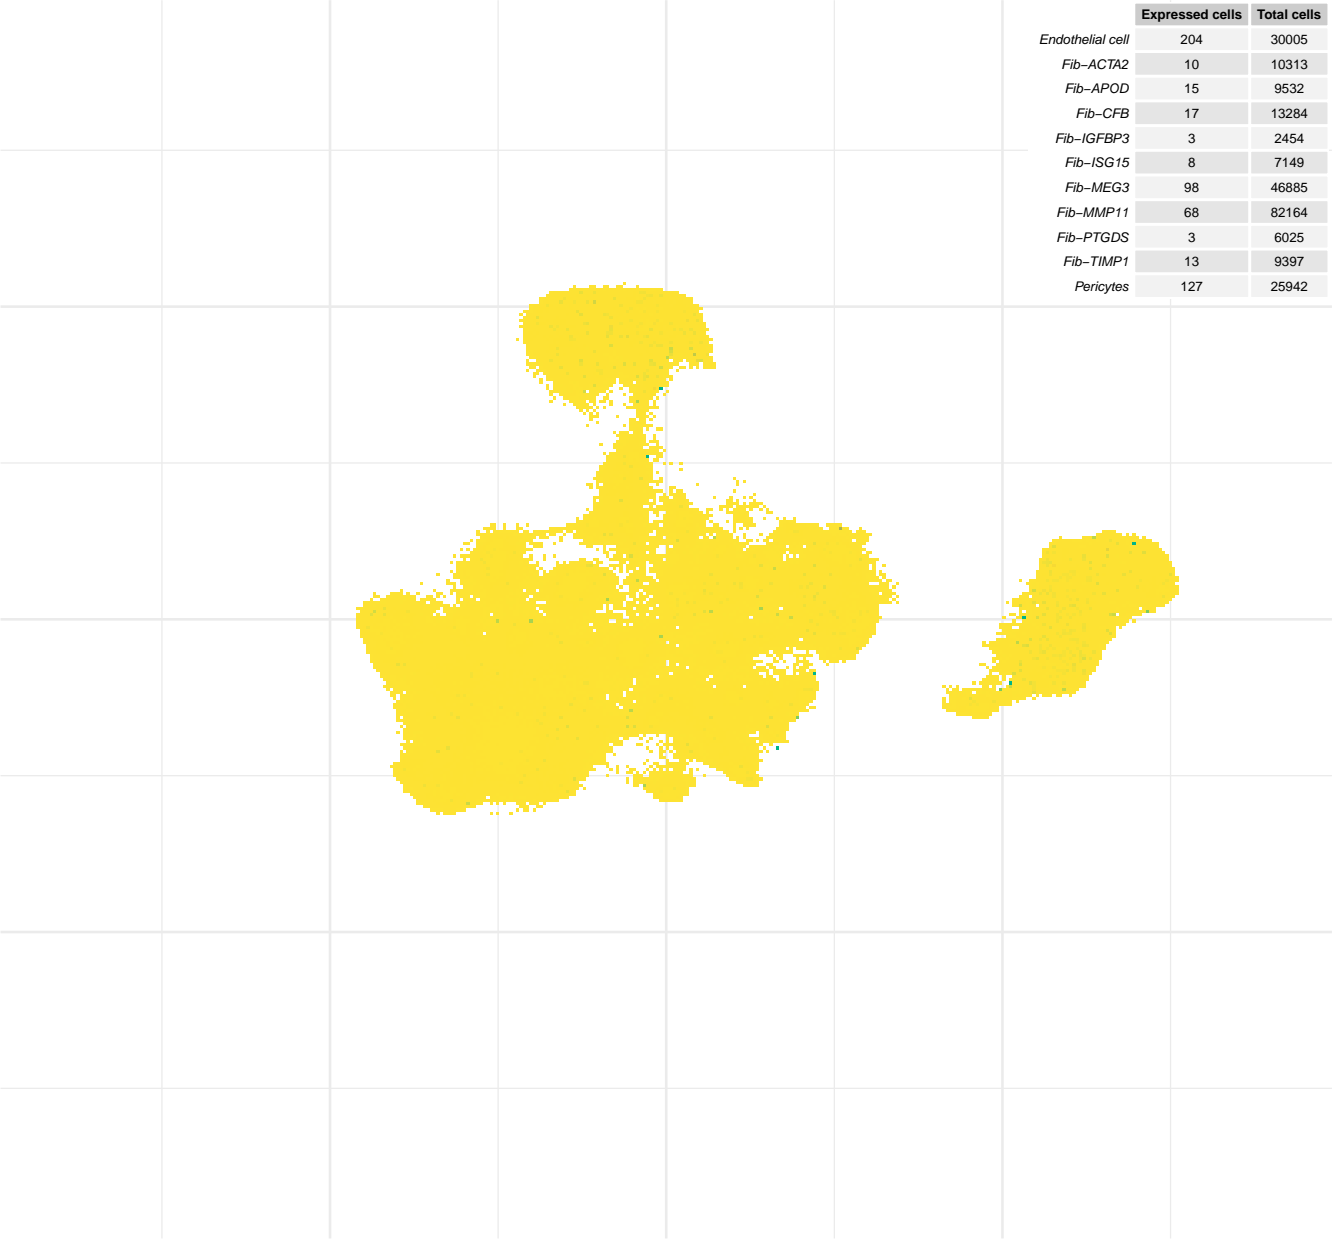 Expressed cells Total cells
Endothelial cell 204 30005
Fib−ACTA2 10 10313
Fib−APOD 15 9532
Fib−CFB 17 13284
Fib−IGFBP3 3 2454
Fib−ISG15 8 7149
Fib−MEG3 98 46885
Fib−MMP11 68 82164
Fib−PTGDS 3 6025
Fib−TIMP1 13 9397
Pericytes 127 25942